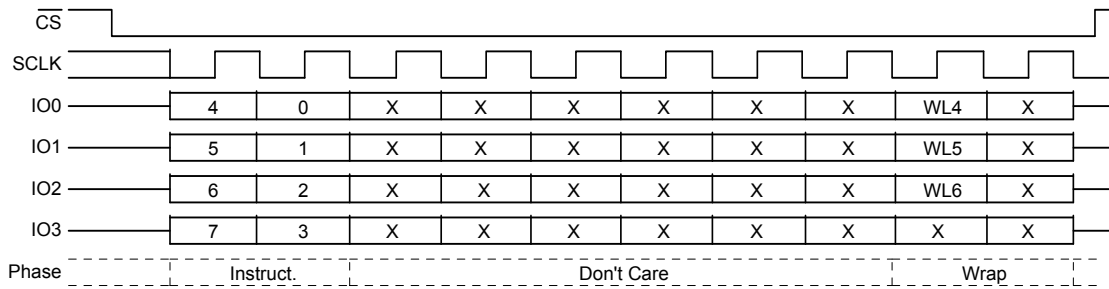 CS
SCLK
IO0 4 0 X X X X X X WL4 X
IO1 5 1 X X X X X X WL5 X
IO2 6 2 X X X X X X WL6 X
IO3 7 3 X X X X X X X X
Phase Instruct. Don't Care Wrap